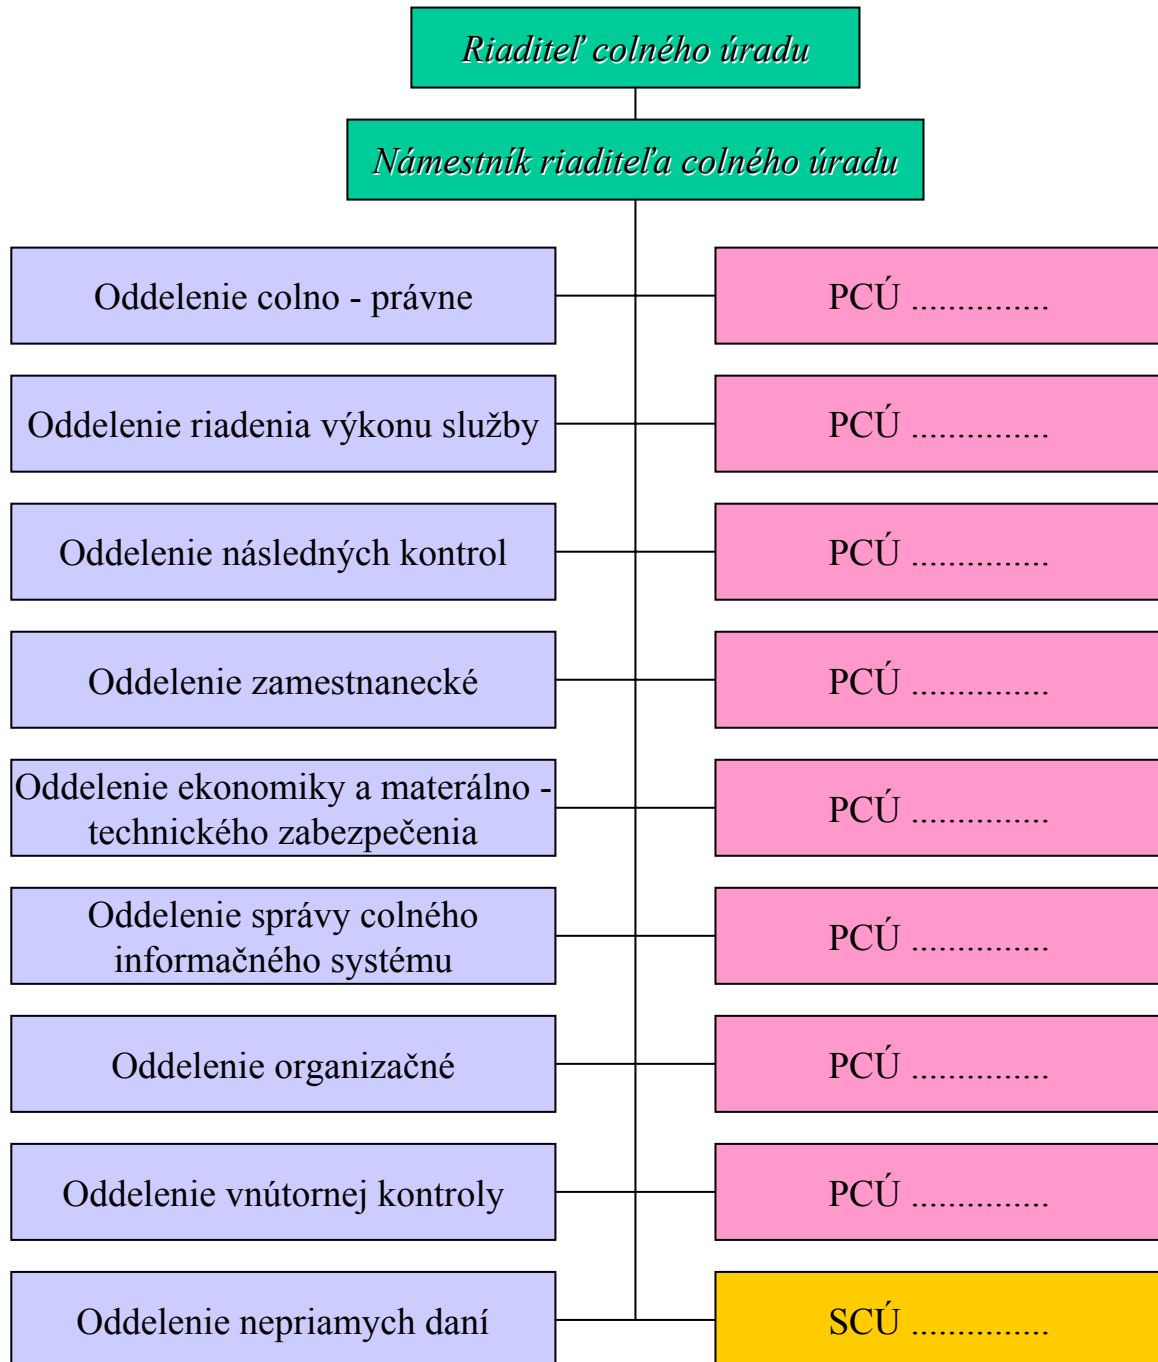 Riaditeľ colného úradu
Námestník riaditeľa colného úradu
Oddelenie colno - právne
PCÚ ...............
Oddelenie riadenia výkonu služby
PCÚ ...............
Oddelenie následných kontrol
PCÚ ...............
Oddelenie zamestnanecké
PCÚ ...............
Oddelenie ekonomiky a materálno -
technického zabezpečenia
PCÚ ...............
Oddelenie správy colného
informačného systému
PCÚ ...............
Oddelenie organizačné
PCÚ ...............
Oddelenie vnútornej kontroly
PCÚ ...............
Oddelenie nepriamych daní
SCÚ ...............